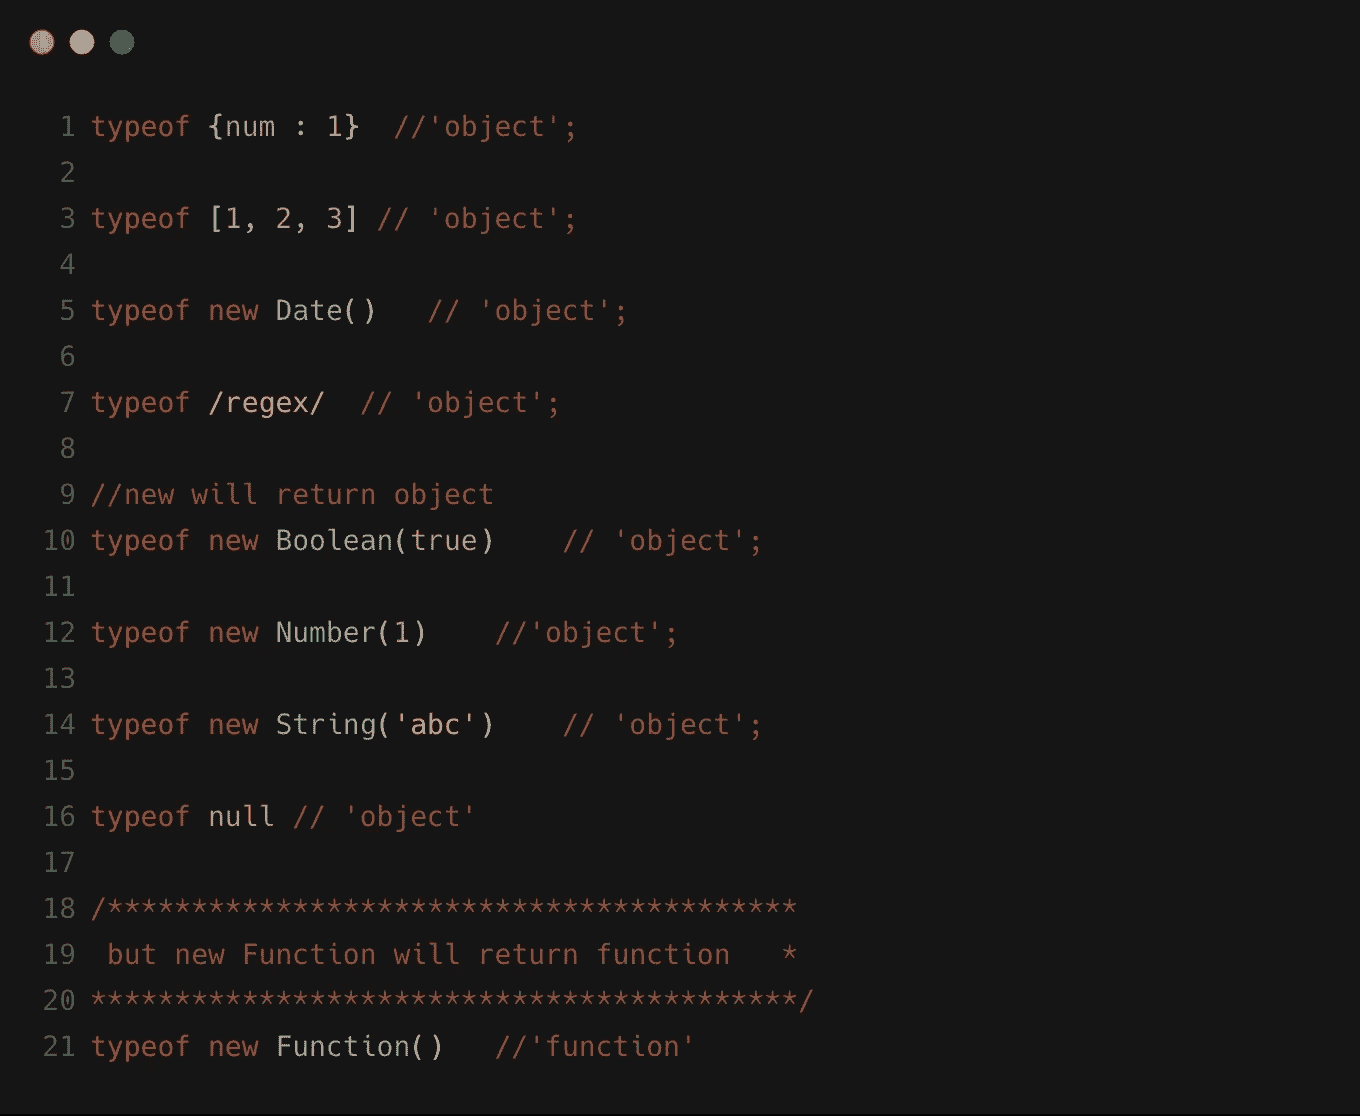 1 typeof {num : 1}  //'object';
2
3 typeof [1, 2, 3] // 'object';
4
5 typeof new Date()   // 'object';
6
7 typeof /regex/  // 'object';
8
9 //new will return object
10 typeof new Boolean(true)    // 'object';
11
12 typeof new Number(1)    //'object';
13
14 typeof new String('abc')    // 'object';
15
16 typeof null // 'object'
17
18 /*****************************************
19  but new Function will return function   *
20 ******************************************/
21 typeof new Function()   //'function'